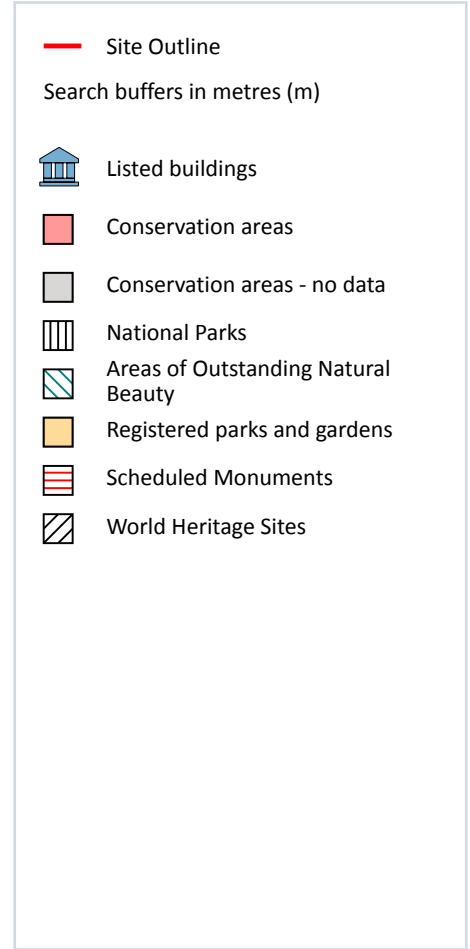 Site Outline
Search buffers in metres (m)
Listed buildings
Conservation areas
Conservation areas - no data
National Parks
Areas of Outstanding Natural
Beauty
Registered parks and gardens
Scheduled Monuments
World Heritage Sites